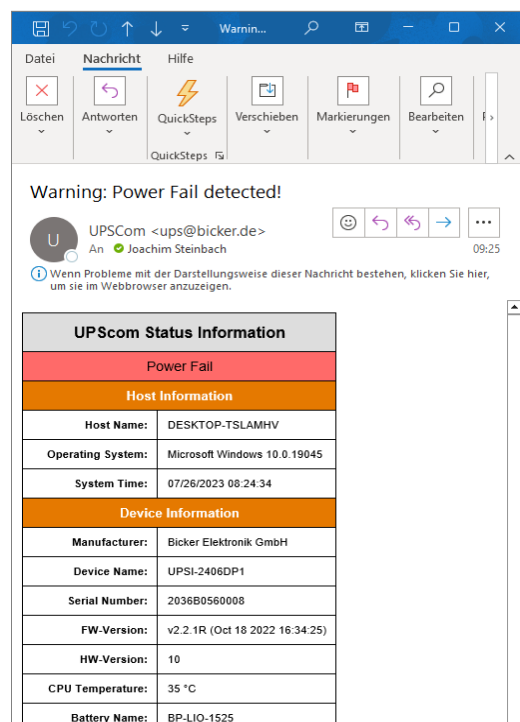 Warnin...
Datei Nachricht Hilfe
Löschen Antworten QuickSteps Verschieben Markierungen Bearbeiten
QuickSteps
Warning: Power Fail detected!
U
UPSCom <ups@bicker.de>
An Joachim Steinbach
09:25
Wenn Probleme mit der Darstellungsweise dieser Nachricht bestehen, klicken Sie hier,
um sie im Webbrowser anzuzeigen.
UPScom Status Information
Power Fail
Host Information
Host Name: DESKTOP-TSLAMHV
Operating System: Microsoft Windows 10.0.19045
System Time: 07/26/2023 08:24:34
Device Information
Manufacturer: Bicker Elektronik GmbH
Device Name: UPSI-2406DP1
Serial Number: 2036B0560008
FW-Version: v2.2.1R (Oct 18 2022 16:34:25)
HW-Version: 10
CPU Temperature: 35 °C
Battery Name: BP-LIO-1525